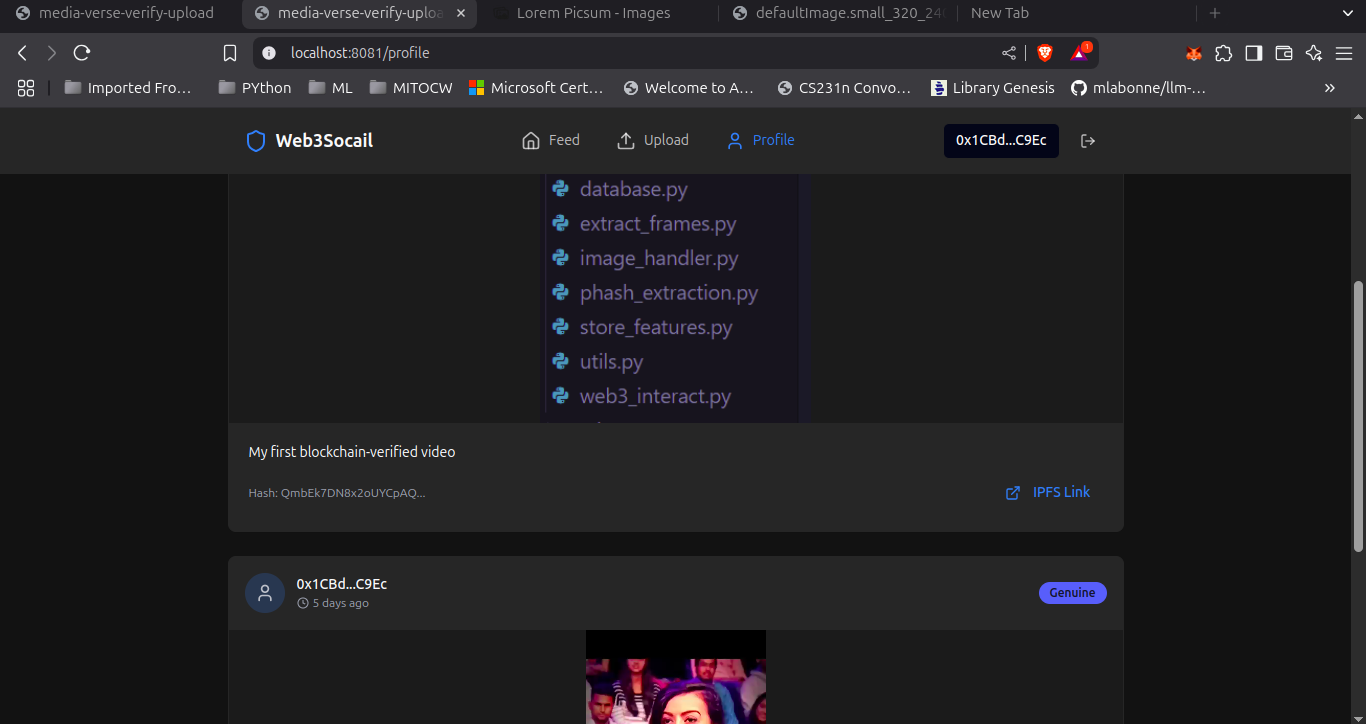 media-verse-verify-upload
media-verse-verify-uploa
Lorem Picsum - Images
defaultImage.small_320_240
New Tab
localhost:8081/profile
1
Imported Fro...
PYthon
ML
MITOCW
Microsoft Cert...
Welcome to A...
CS231n Convo...
Library Genesis
mlabonne/llm-...
Web3Socail
Feed
Upload
Profile
0x1CBd...C9Ec
database.py
extract_frames.py
image_handler.py
phash_extraction.py
store_features.py
utils.py
web3_interact.py
My first blockchain-verified video
Hash: QmbEk7DN8x2oUYCpAQ...
IPFS Link
0x1CBd...C9Ec
5 days ago
Genuine